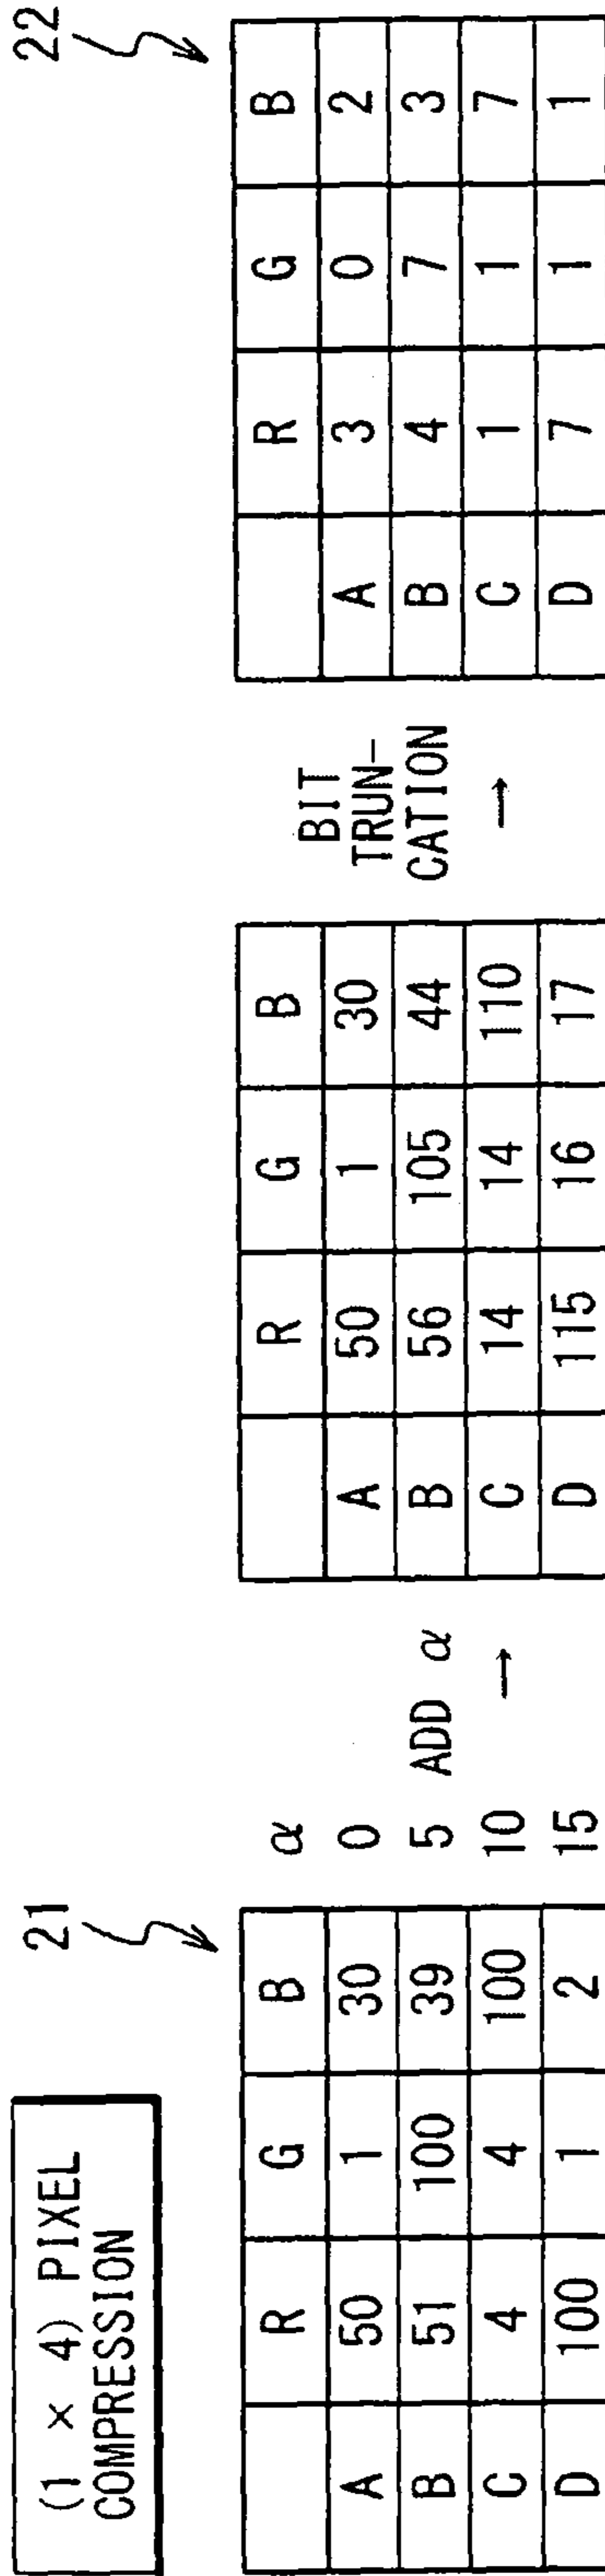 (1 × 4) PIXEL
COMPRESSION
21
R G B
A 50 1 30
B 51 100 39
C 4 4 100
D 100 1 2
α
0
5
10
15
ADD α
→
R G B
A 50 1 30
B 56 105 44
C 14 14 110
D 115 16 17
BIT
TRUN-
CATION
→
22
R G B
A 3 0 2
B 4 7 3
C 1 1 7
D 7 1 1